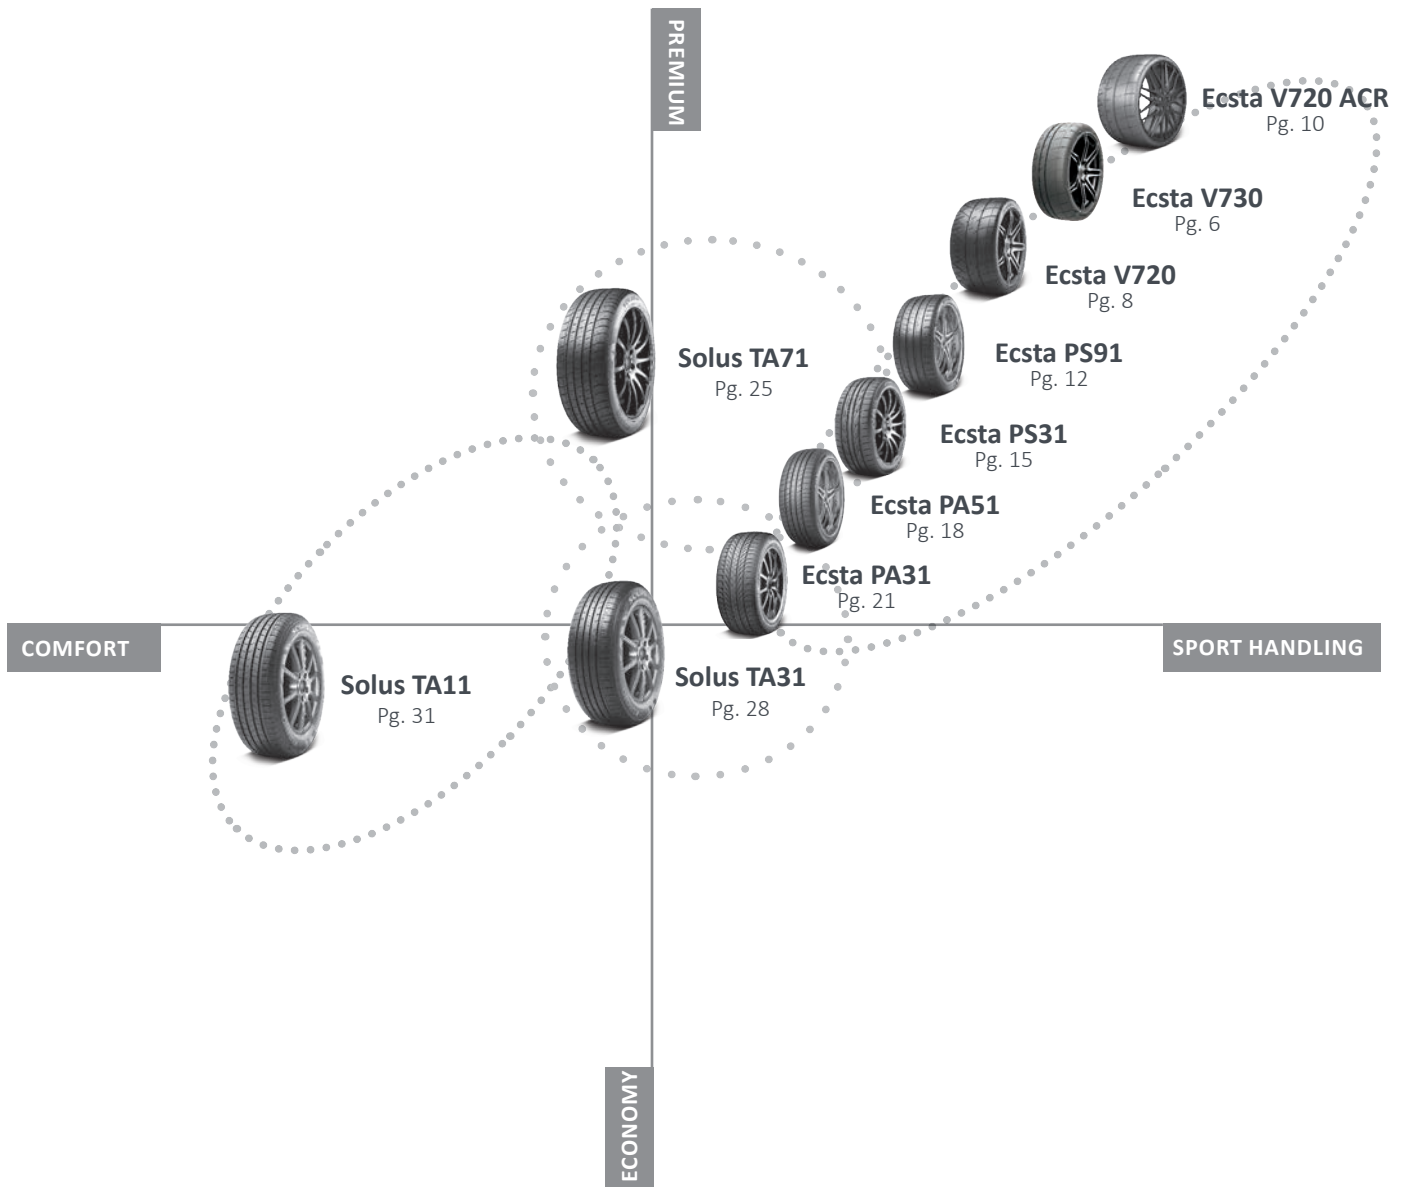 PREMIUM
Ecsta V720 ACR
Pg. 10
Ecsta V730
Pg. 6
Ecsta V720
Pg. 8
Ecsta PS91
Pg. 12
Solus TA71
Pg. 25
Ecsta PS31
Pg. 15
Ecsta PA51
Pg. 18
Ecsta PA31
Pg. 21
COMFORT
SPORT HANDLING
Solus TA11
Pg. 31
Solus TA31
Pg. 28
ECONOMY